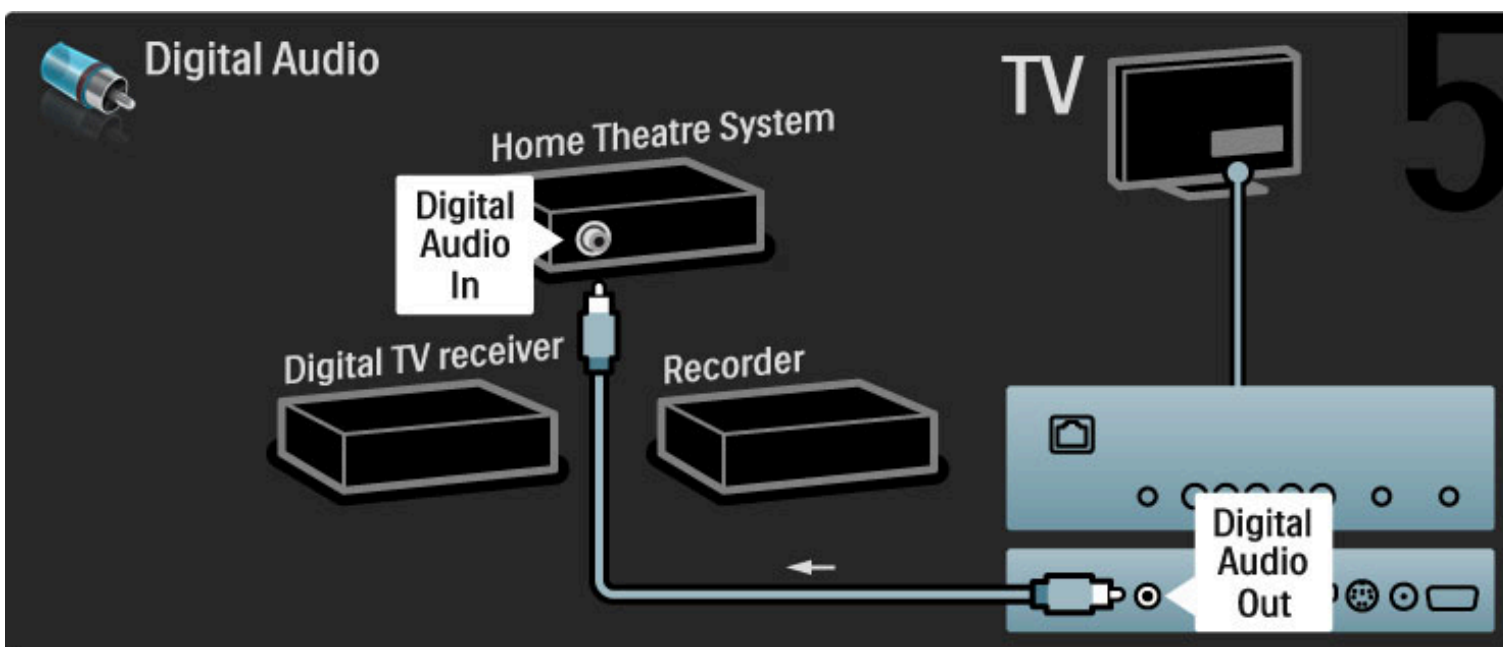 Digital Audio
TV
5
Home Theatre System
Digital
Audio
In
Digital TV receiver
Recorder
Digital
Audio
Out